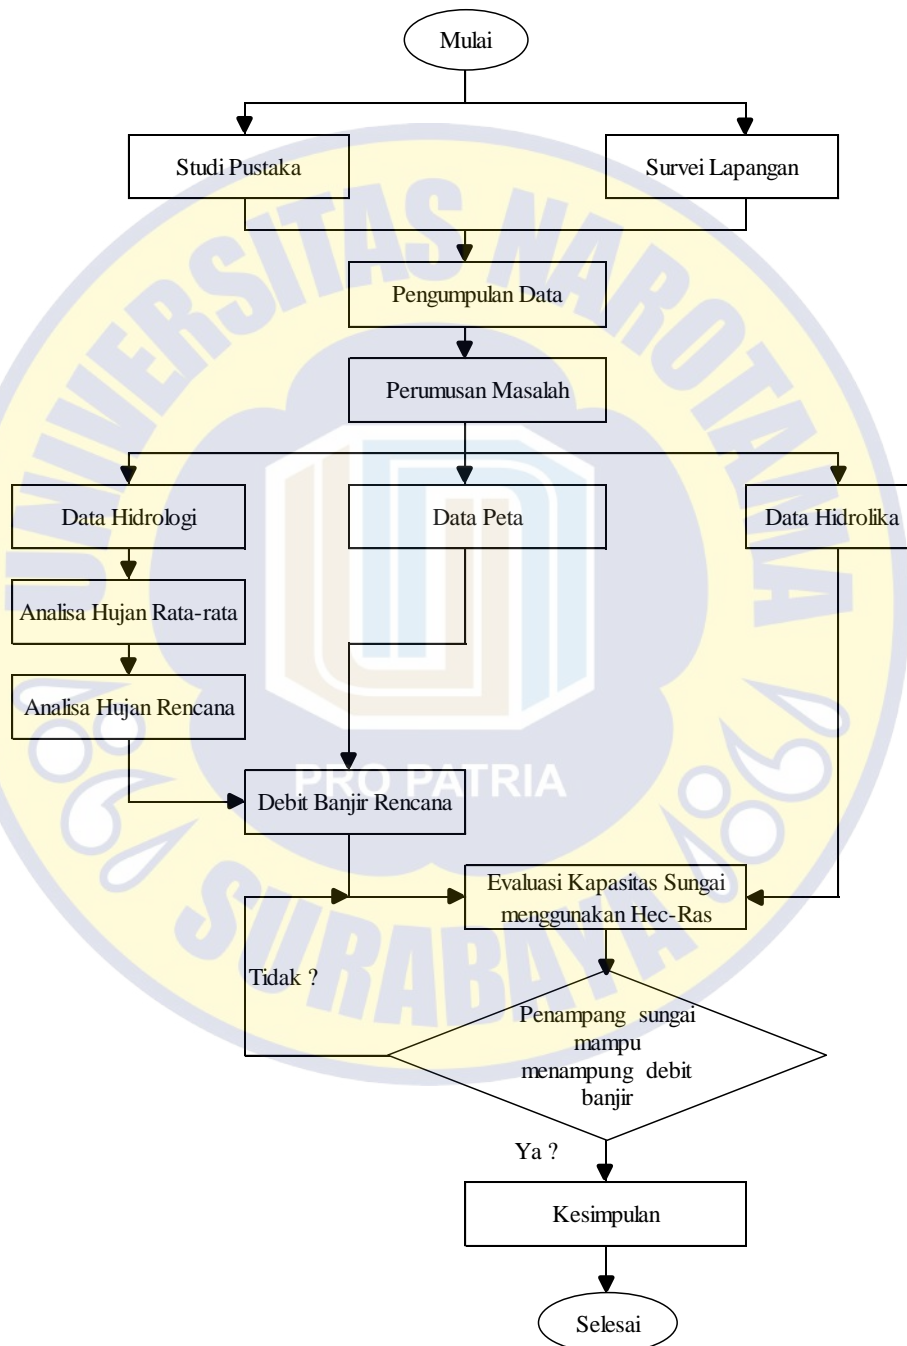 Mulai
Studi Pustaka
Survei Lapangan
Pengumpulan Data
Perumusan Masalah
Data Hidrologi
Data Peta
Data Hidrolika
Analisa Hujan Rata-rata
Analisa Hujan Rencana
Debit Banjir Rencana
Evaluasi Kapasitas Sungai
menggunakan Hec-Ras
Tidak ?
Penampang sungai
mampu
menampung debit
banjir
Ya ?
Kesimpulan
Selesai
UNIVERSITAS NAROTAMA
PRO PATRIA
SURABAYA